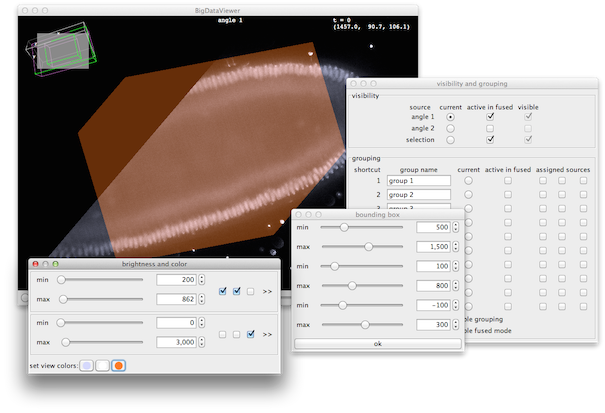 BigDataViewer
angle 1
t = 0
(1457.0, 90.7, 106.1)
visibility and grouping
visibility
source current active in fused visible
angle 1
angle 2
selection
grouping
shortcut group name current active in fused assigned sources
1 group 1
2 group 2
bounding box
min 500
max 1,500
min 100
max 800
min -100
max 300
ok
ble grouping
ble fused mode
brightness and color
min 200
max 862
>>
min 0
max 3,000
>>
set view colors: